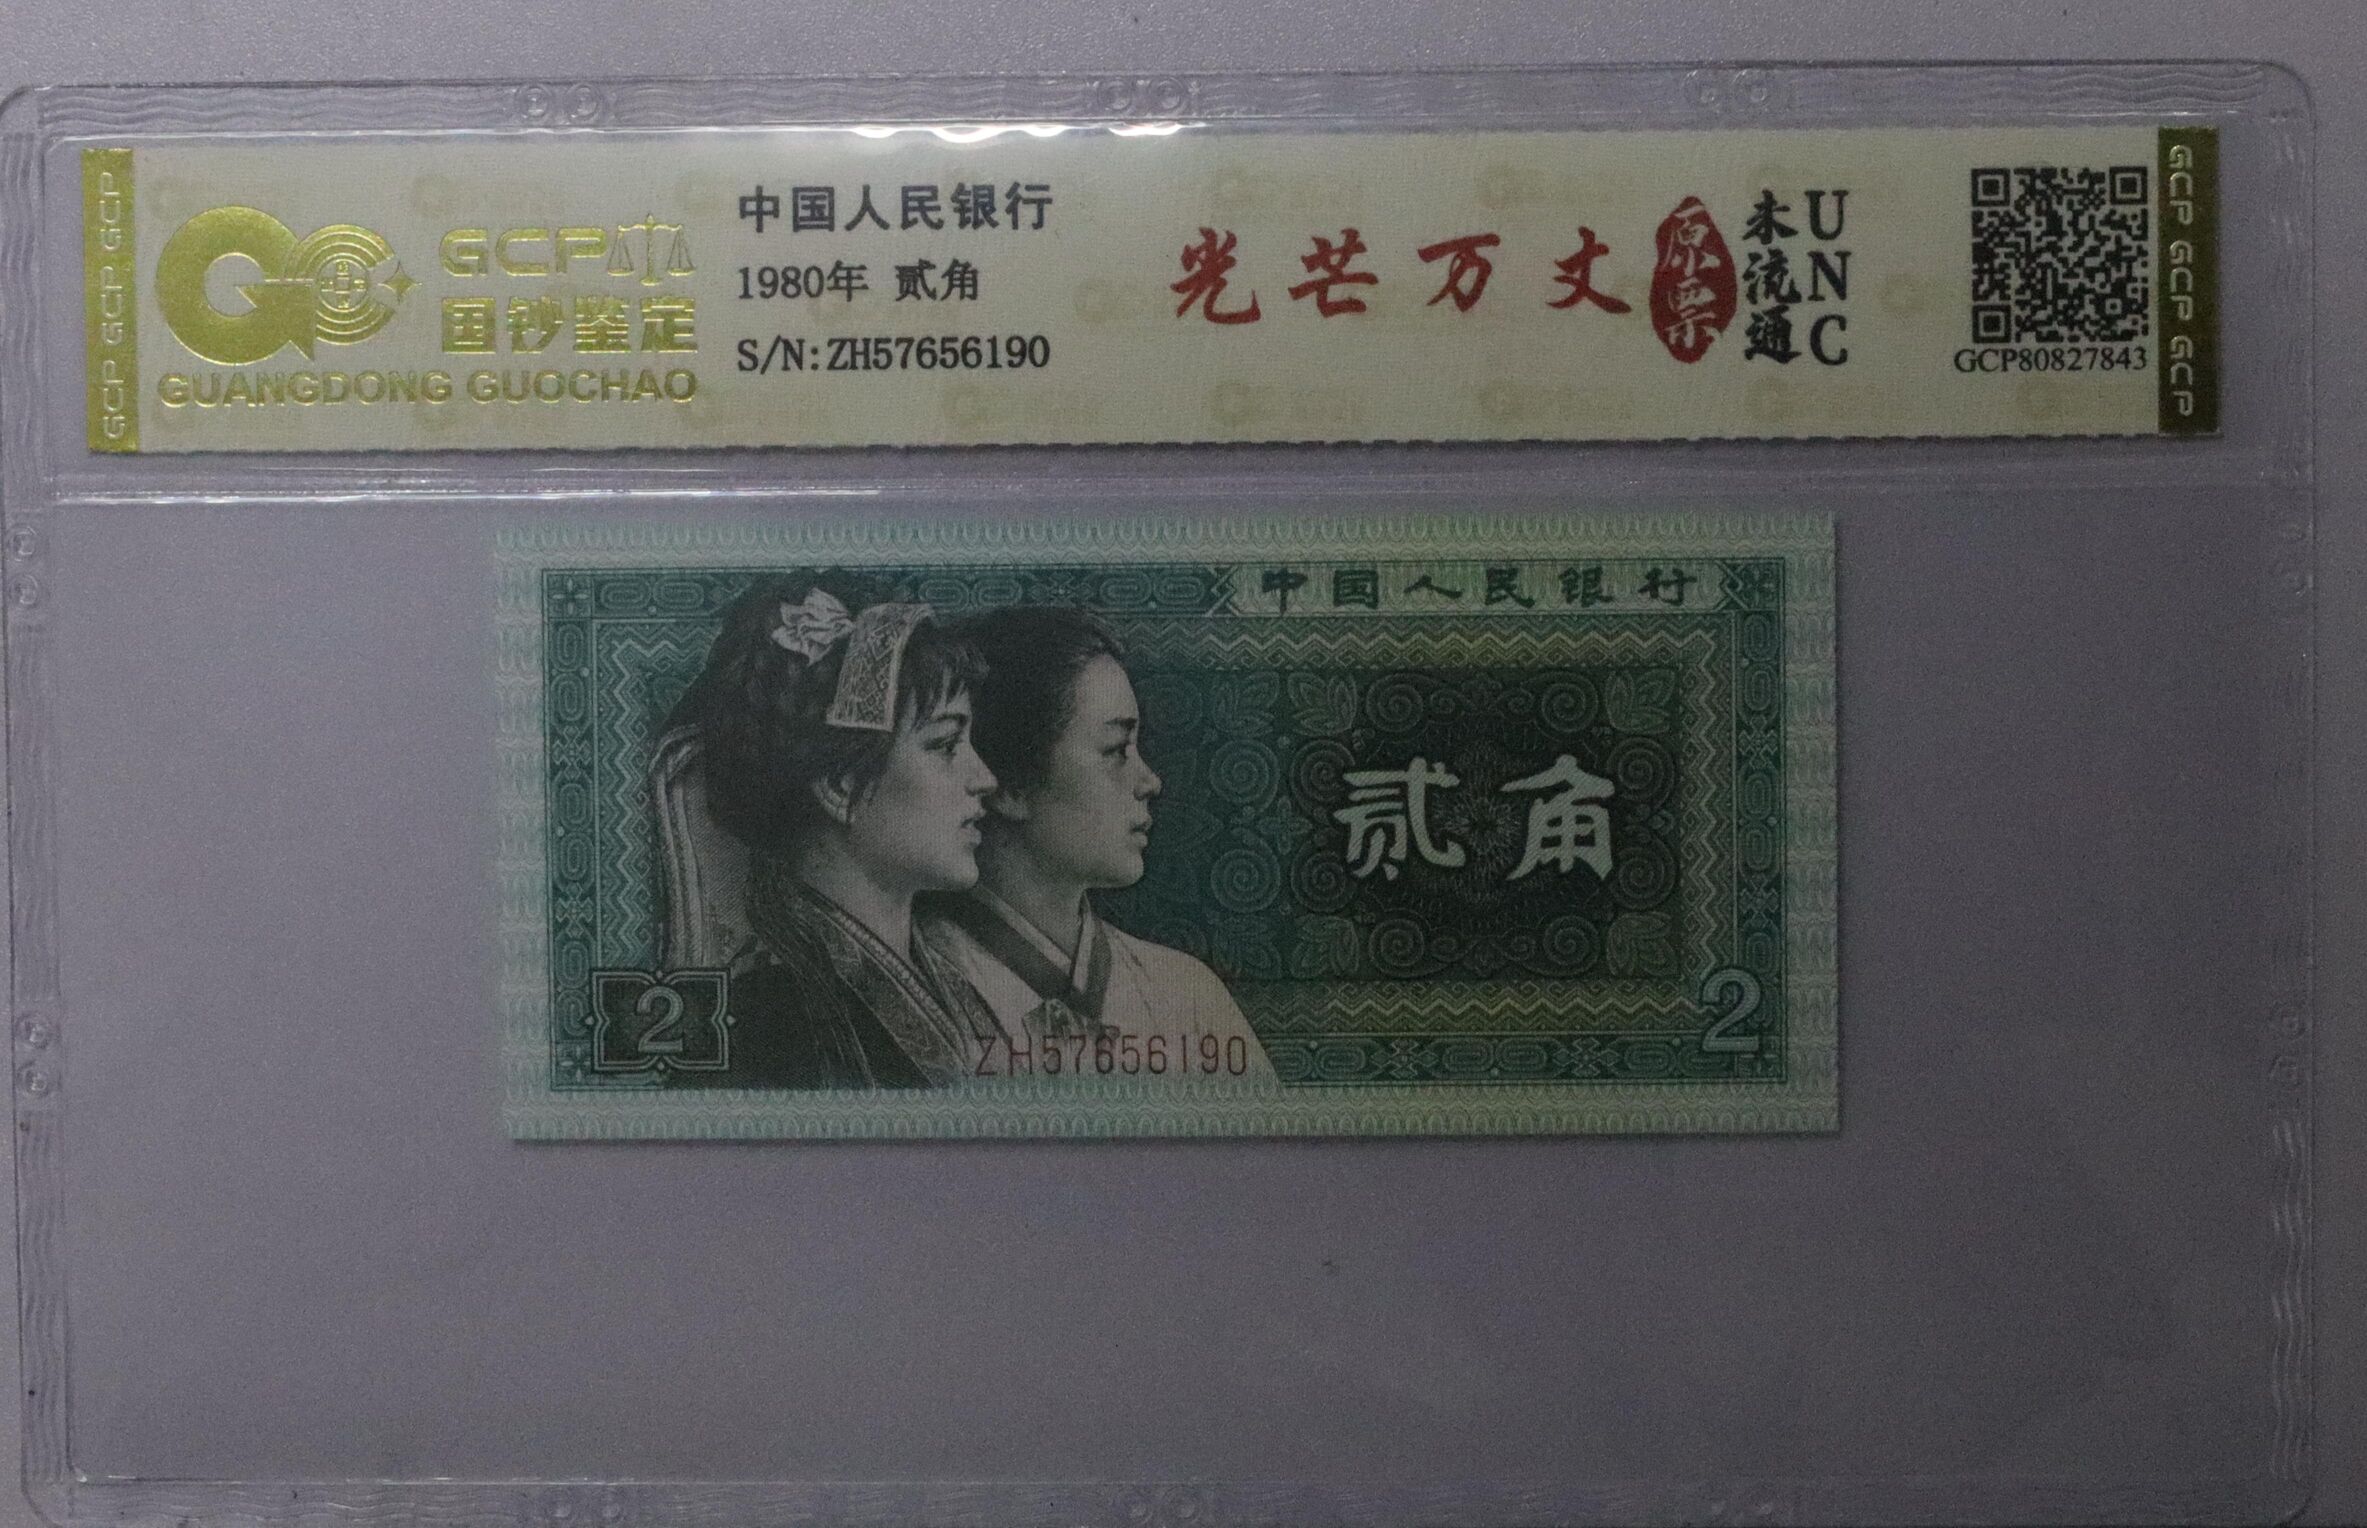 GCP GCP GCP
GCP
国钞鉴定
GUANGDONG GUOCHAO
中国人民银行
1980年 贰角
S/N:ZH57656190
光芒万丈
原票
未流通
UNC
GCP80827843
GCP GCP GCP
中国人民银行
贰角
2
ZH57656190
2